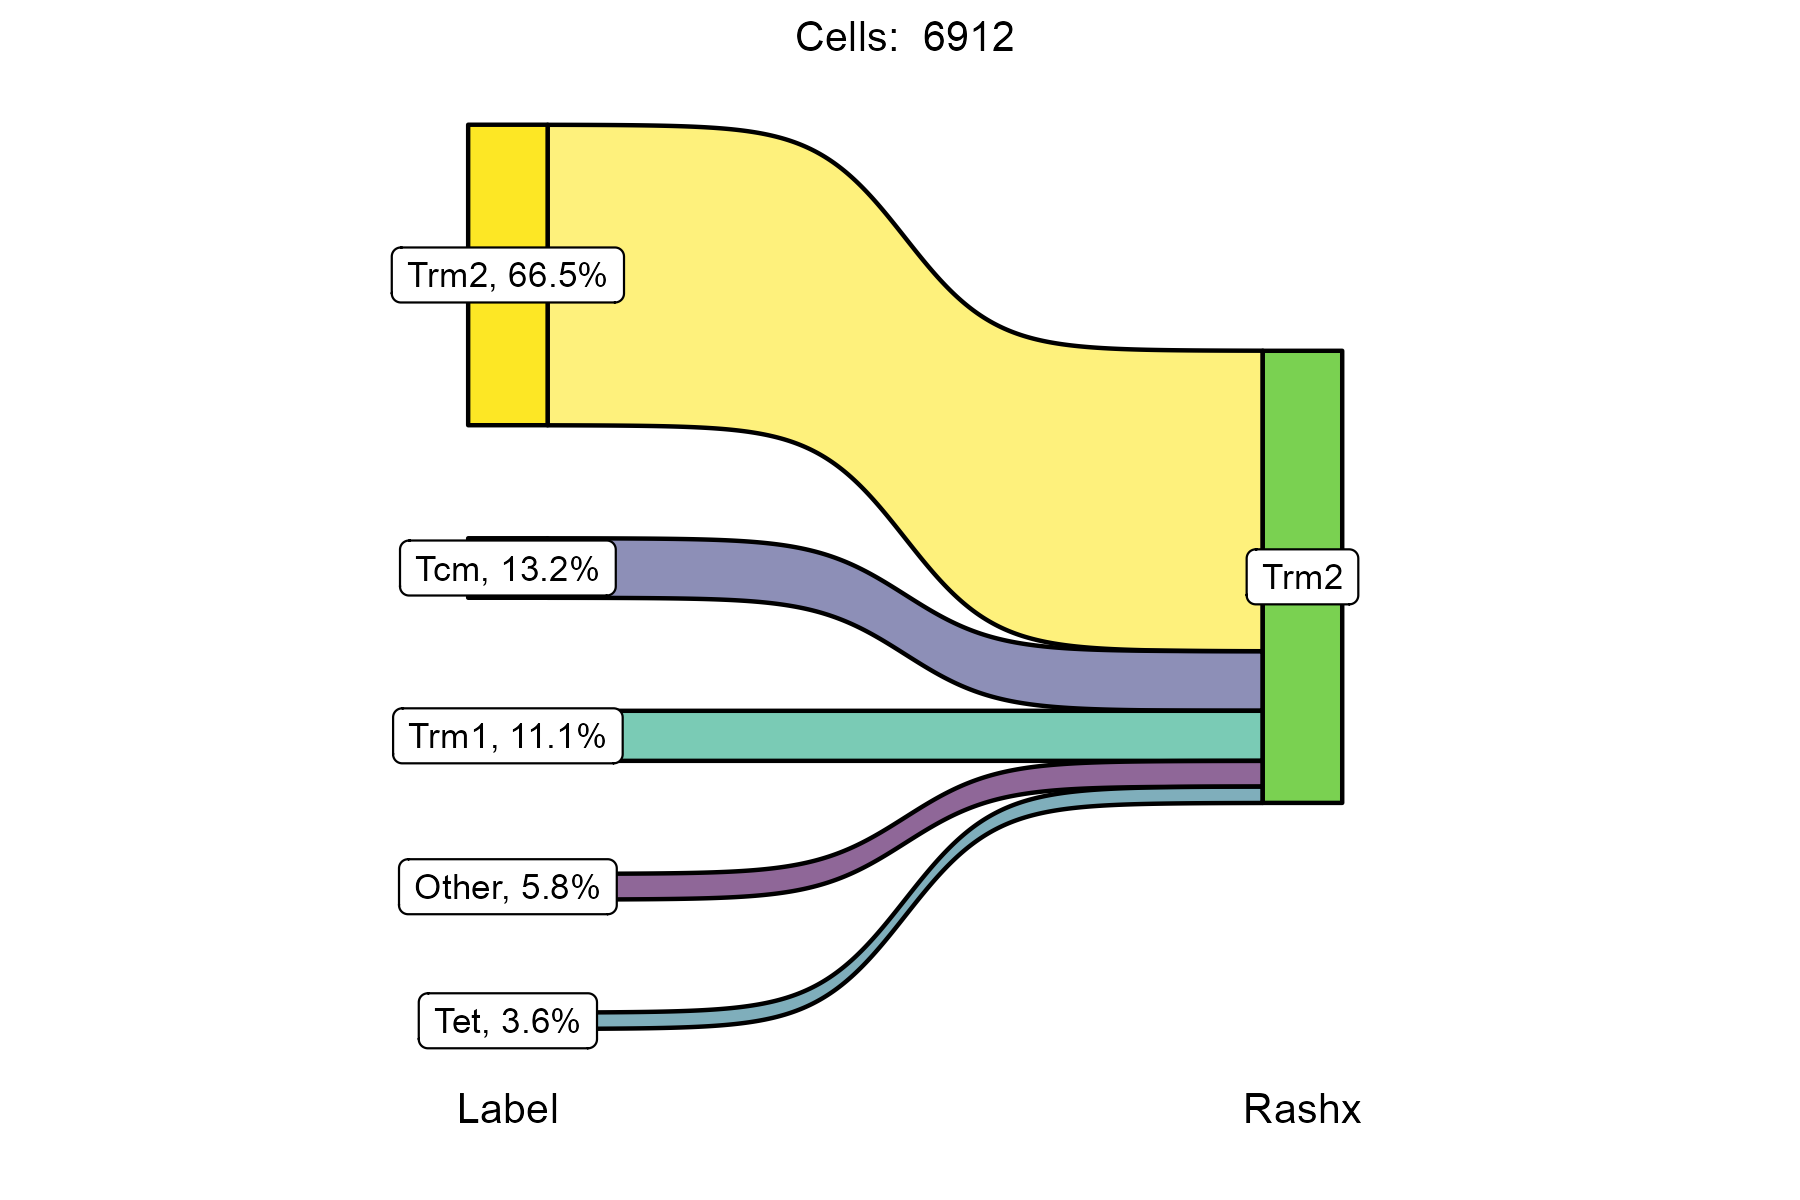 Cells:  6912
Trm2, 66.5%
Tcm, 13.2%
Trm2
Trm1, 11.1%
Other, 5.8%
Tet, 3.6%
Label
Rashx